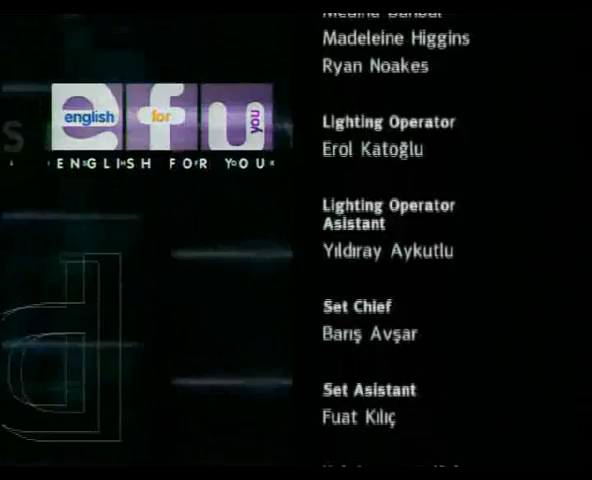 Madeleine Higgins
Ryan Noakes
english for you
ENGLISH FOR YOU
Lighting Operator
Erol Katoğlu
Lighting Operator
Asistant
Yıldıray Aykutlu
Set Chief
Barış Avşar
Set Asistant
Fuat Kılıç